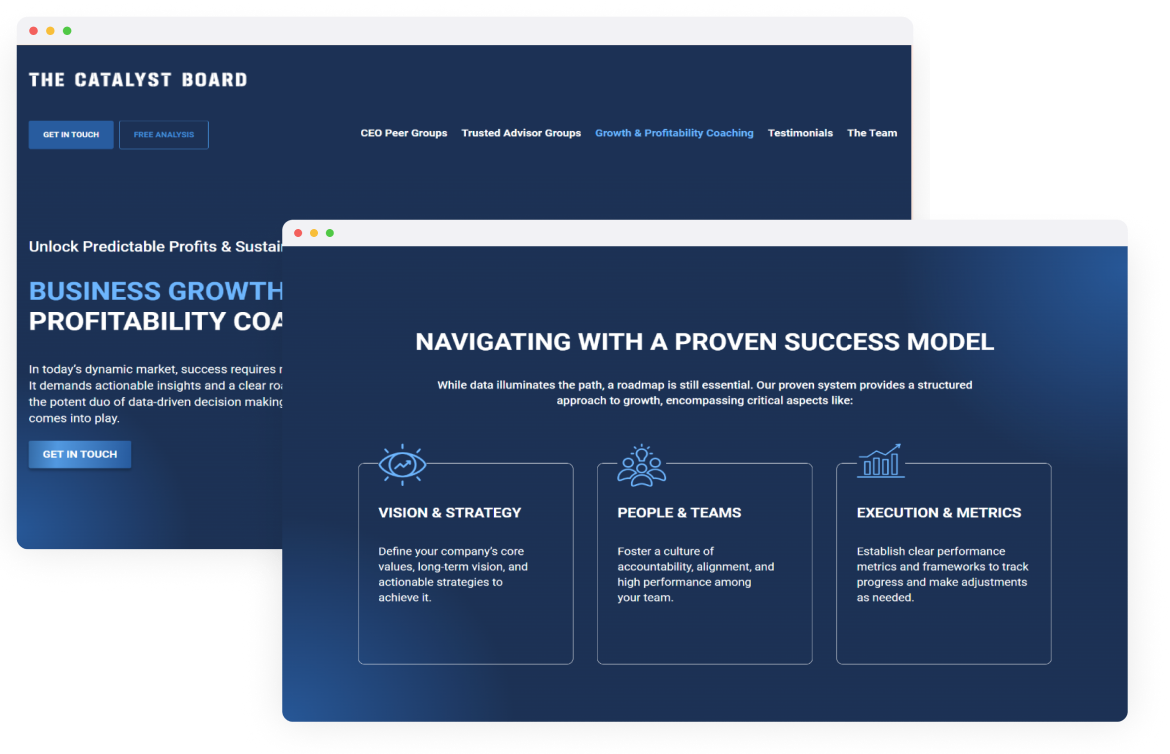 THE CATALYST BOARD
GET IN TOUCH
FREE ANALYSIS
CEO Peer Groups
Trusted Advisor Groups
Growth & Profitability Coaching
Testimonials
The Team
Unlock Predictable Profits &
BUSINESS GROWTH
PROFITABILITY
In today's dynamic market, success requires
It demands actionable insights and a clear
the potent duo of data-driven decision making
comes into play.
GET IN TOUCH
NAVIGATING WITH A PROVEN SUCCESS MODEL
While data illuminates the path, a roadmap is still essential. Our proven system provides a structured
approach to growth, encompassing critical aspects like:
VISION & STRATEGY
Define your company's core
values, long-term vision, and
actionable strategies to
achieve it.
PEOPLE & TEAMS
Foster a culture of
accountability, alignment, and
high performance among
your team.
EXECUTION & METRICS
Establish clear performance
metrics and frameworks to track
progress and make adjustments
as needed.